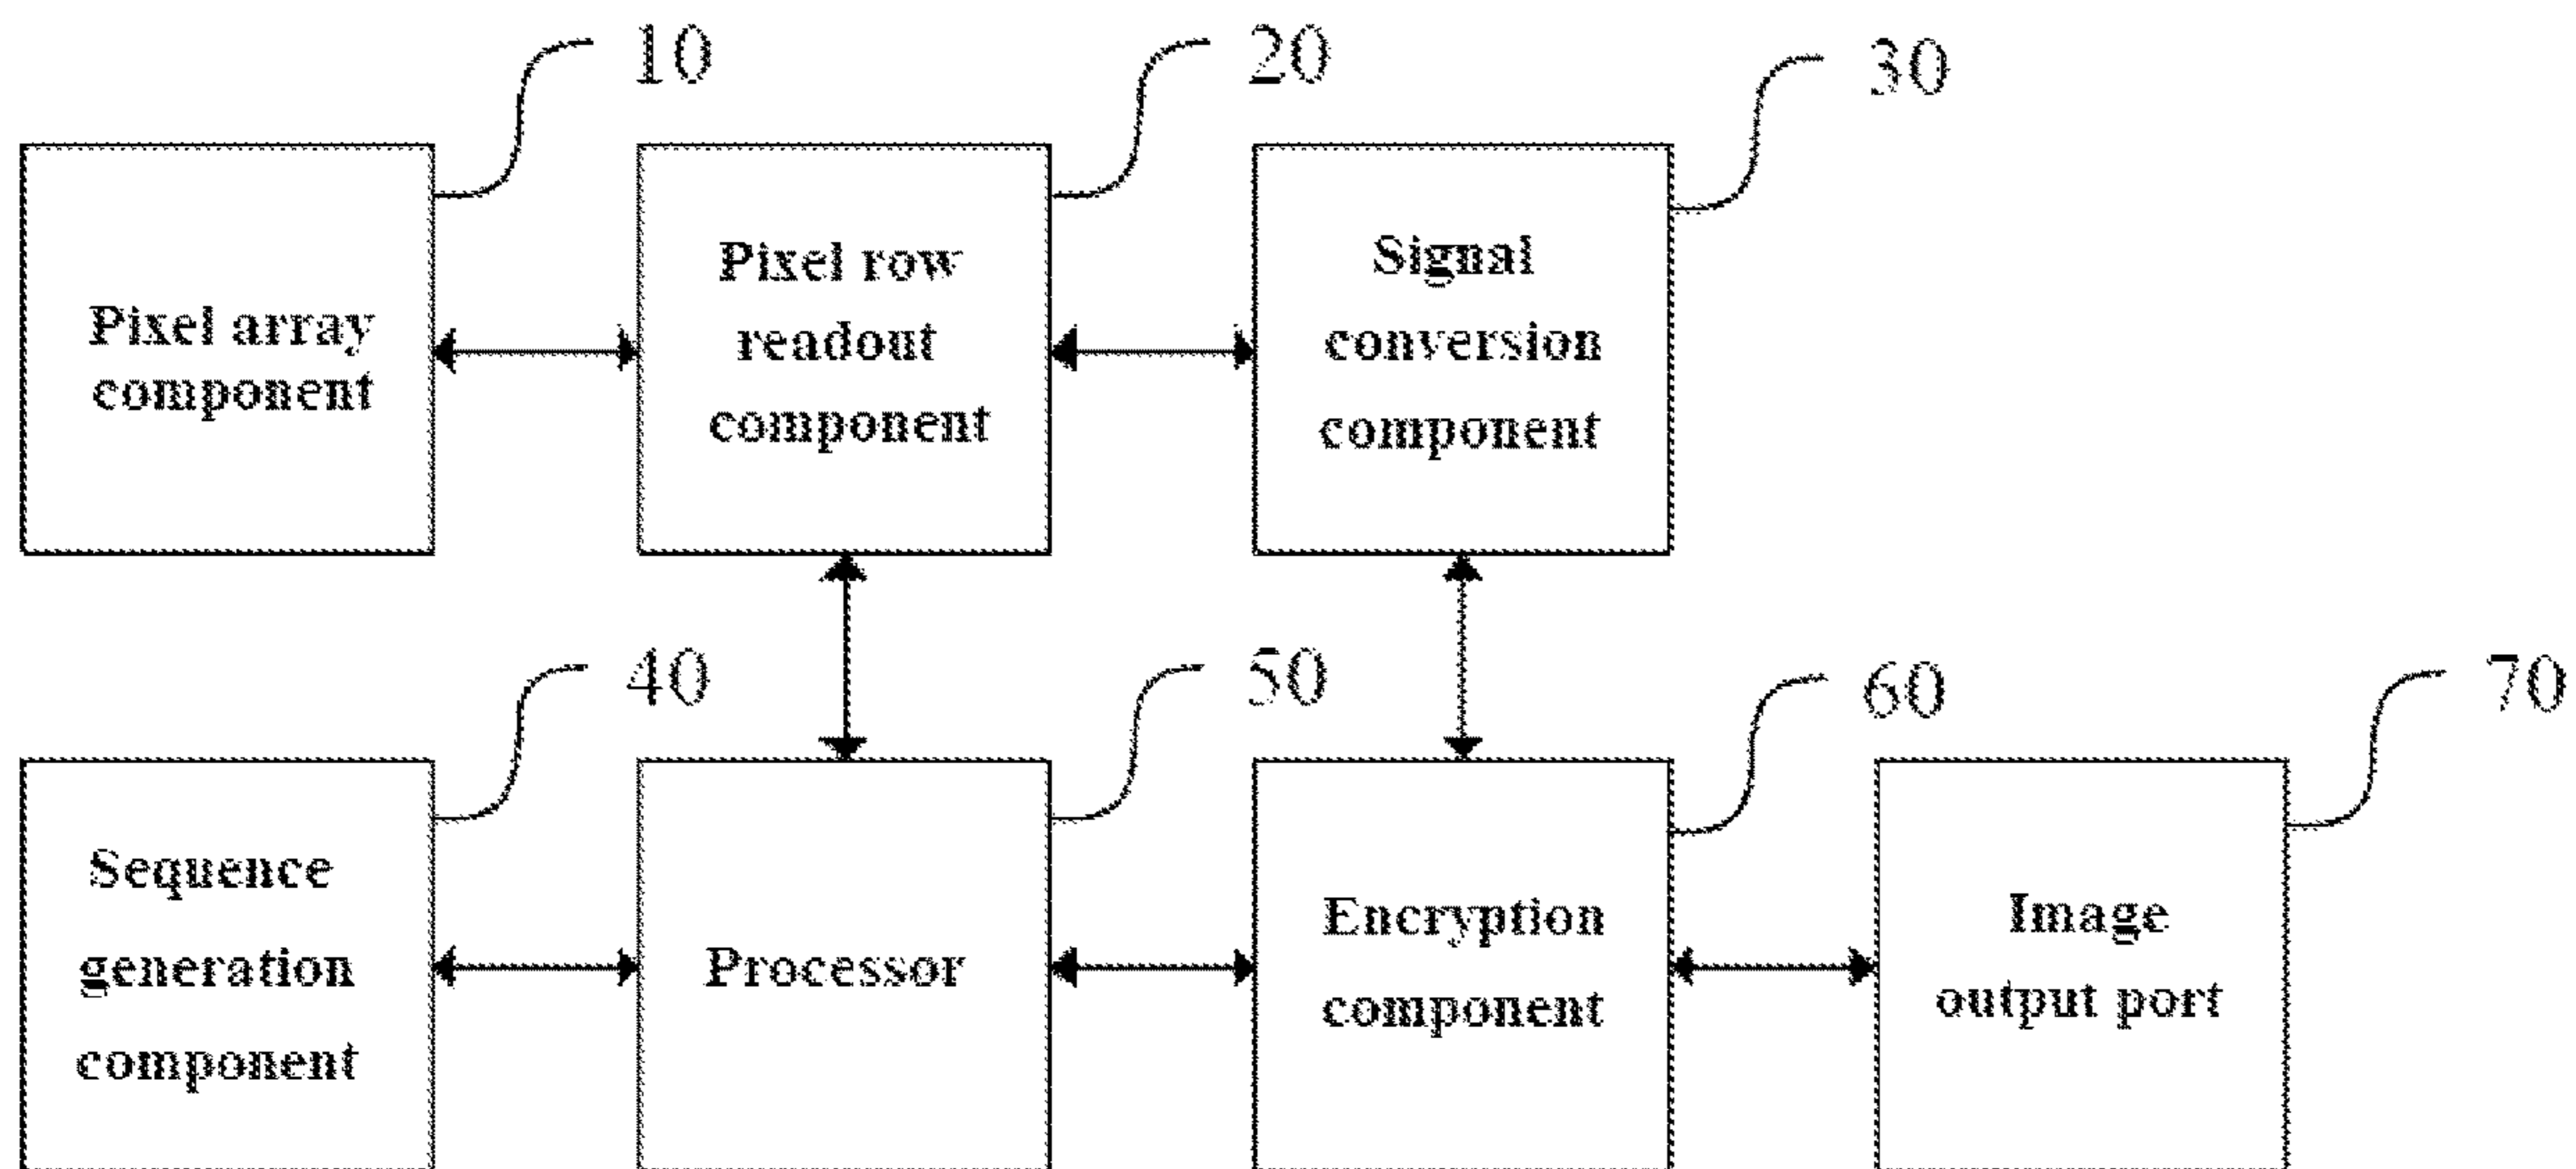 10
20
30
Pixel array
component
Pixel row
readout
component
Signal
conversion
component
40
50
60
70
Sequence
generation
component
Processor
Encryption
component
Image
output port